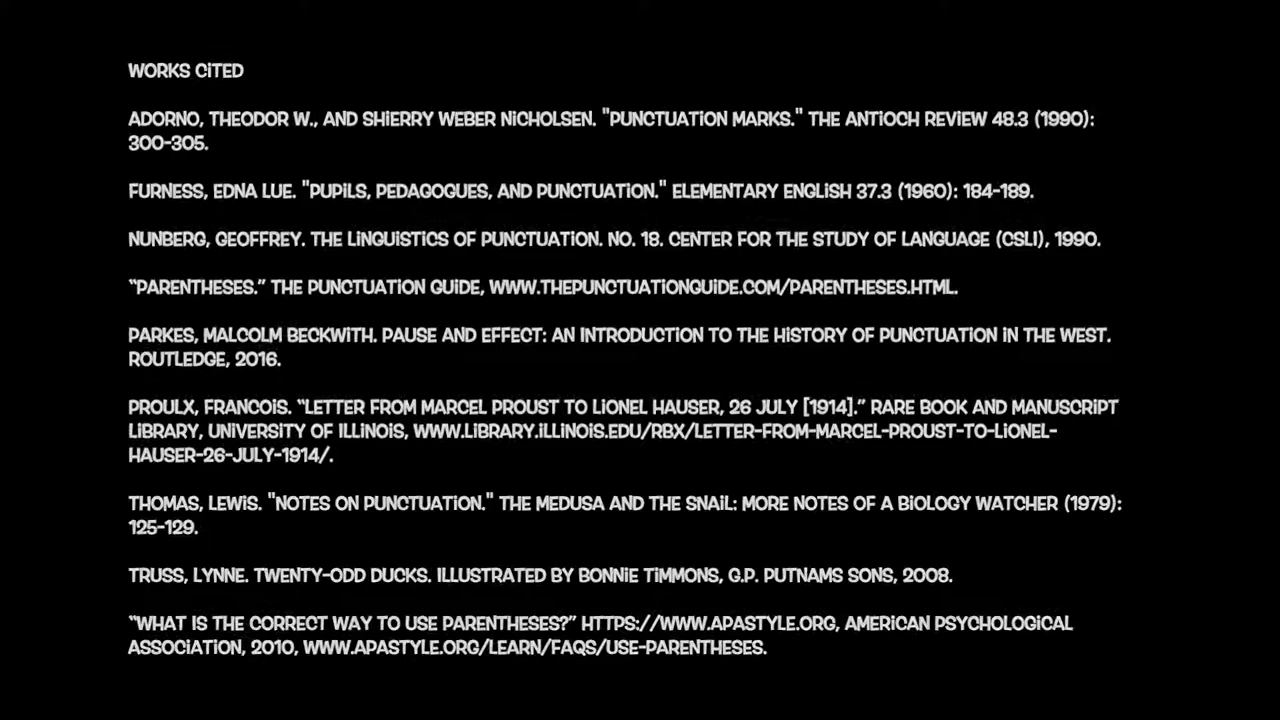 WORKS CiTED
ADORNO, THEODOR W., AND SHiERRY WEBER NiCHOLSEN. "PUNCTUATiON MARKS." THE ANTiOCH REViEW 48.3 (1990):
300-305.
FURNESS, EDNA LUE. "PUPiLS, PEDAGOGUES, AND PUNCTUATiON." ELEMENTARY ENGLiSH 37.3 (1960): 184-189.
NUNBERG, GEOFFREY. THE LiNGUiSTiCS OF PUNCTUATiON. NO. 18. CENTER FOR THE STUDY OF LANGUAGE (CSLI), 1990.
“PARENTHESES.” THE PUNCTUATiON GUiDE, WWW.THEPUNCTUATiONGUiDE.COM/PARENTHESES.HTML.
PARKES, MALCOLM BECKWiTH. PAUSE AND EFFECT: AN iNTRODUCTiON TO THE HiSTORY OF PUNCTUATiON iN THE WEST.
ROUTLEDGE, 2016.
PROULX, FRANCOiS. “LETTER FROM MARCEL PROUST TO LiONEL HAUSER, 26 JULY [1914].” RARE BOOK AND MANUSCRiPT
LiBRARY, UNiVERSiTY OF iLLiNOiS, WWW.LiBRARY.iLLiNOiS.EDU/RBX/LETTER-FROM-MARCEL-PROUST-TO-LiONEL-
HAUSER-26-JULY-1914/.
THOMAS, LEWiS. "NOTES ON PUNCTUATiON." THE MEDUSA AND THE SNAiL: MORE NOTES OF A BiOLOGY WATCHER (1979):
125-129.
TRUSS, LYNNE. TWENTY-ODD DUCKS. ILLUSTRATED BY BONNiE TiMMONS, G.P. PUTNAMS SONS, 2008.
“WHAT IS THE CORRECT WAY TO USE PARENTHESES?” HTTPS://WWW.APASTYLE.ORG, AMERiCAN PSYCHOLOGiCAL
ASSOCiATiON, 2010, WWW.APASTYLE.ORG/LEARN/FAQS/USE-PARENTHESES.